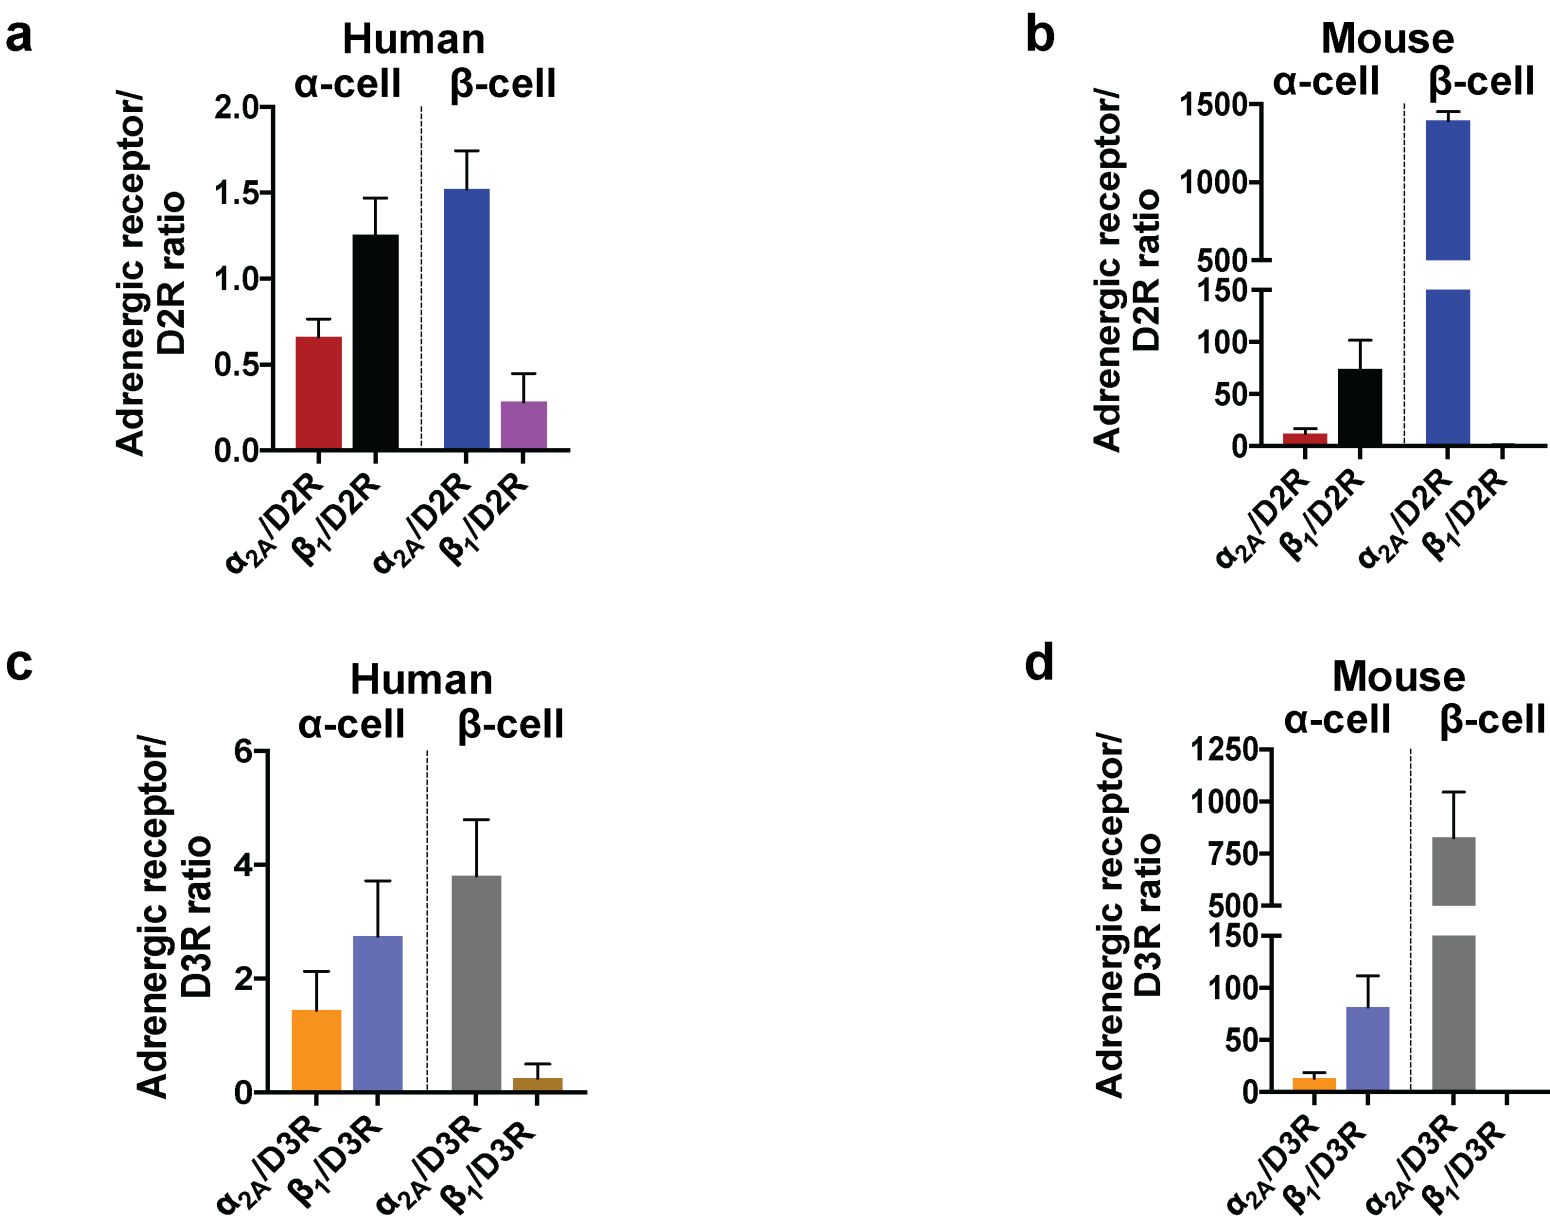 a
Human
α-cell
β-cell
Adrenergic receptor/
D2R ratio
2.0
1.5
1.0
0.5
0.0
α2A/D2R
β1/D2R
α2A/D2R
β1/D2R
b
Mouse
α-cell
β-cell
Adrenergic receptor/
D2R ratio
1500
1000
500
150
100
50
0
α2A/D2R
β1/D2R
α2A/D2R
β1/D2R
c
Human
α-cell
β-cell
Adrenergic receptor/
D3R ratio
6
4
2
0
α2A/D3R
β1/D3R
α2A/D3R
β1/D3R
d
Mouse
α-cell
β-cell
Adrenergic receptor/
D3R ratio
1250
1000
750
500
150
100
50
0
α2A/D3R
β1/D3R
α2A/D3R
β1/D3R